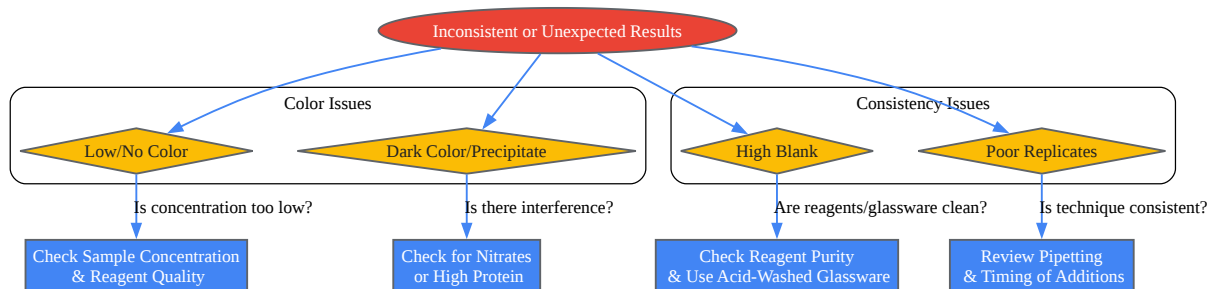 Inconsistent or Unexpected Results
Color Issues
Consistency Issues
Low/No Color
Dark Color/Precipitate
High Blank
Poor Replicates
Is concentration too low?
Is there interference?
Are reagents/glassware clean?
Is technique consistent?
Check Sample Concentration
& Reagent Quality
Check for Nitrates
or High Protein
Check Reagent Purity
& Use Acid-Washed Glassware
Review Pipetting
& Timing of Additions